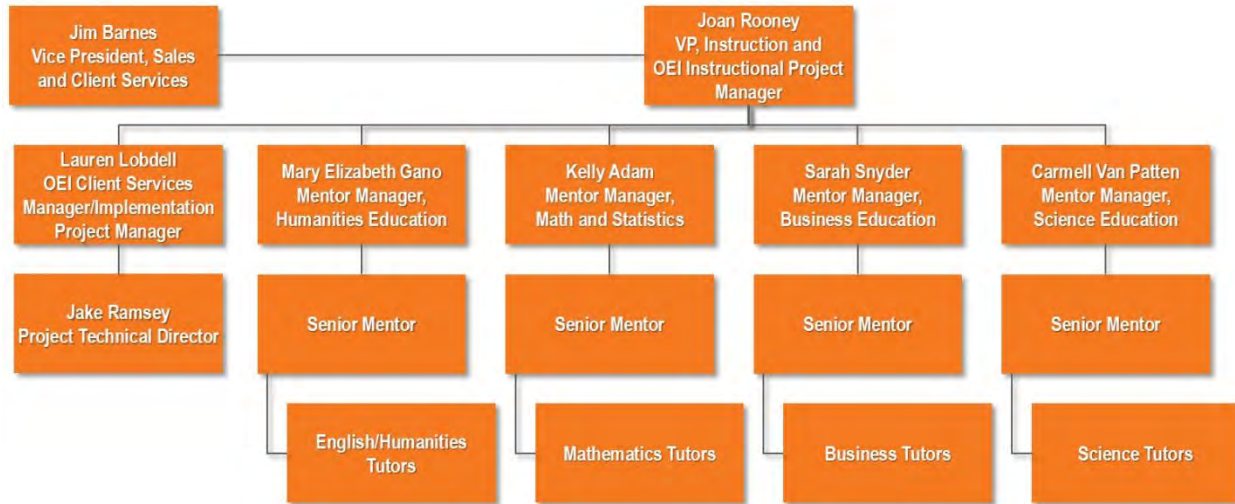 Jim Barnes
Vice President, Sales
and Client Services
Joan Rooney
VP, Instruction and
OEI Instructional Project
Manager
Lauren Lobdell
OEI Client Services
Manager/Implementation
Project Manager
Mary Elizabeth Gano
Mentor Manager,
Humanities Education
Kelly Adam
Mentor Manager,
Math and Statistics
Sarah Snyder
Mentor Manager,
Business Education
Carmell Van Patten
Mentor Manager,
Science Education
Jake Ramsey
Project Technical Director
Senior Mentor
Senior Mentor
Senior Mentor
Senior Mentor
English/Humanities
Tutors
Mathematics Tutors
Business Tutors
Science Tutors